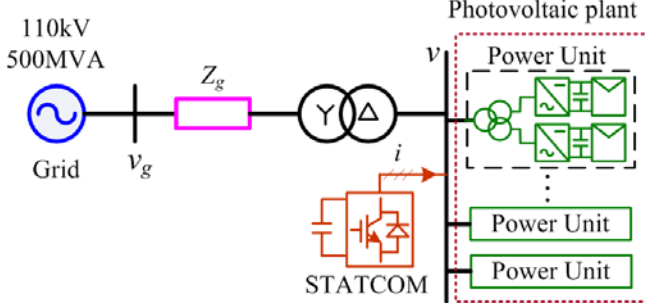 Photovoltaic plant
110kV
500MVA
Z_g
v
Power Unit
Y
Δ
v_g
i
Grid
Power Unit
STATCOM
Power Unit